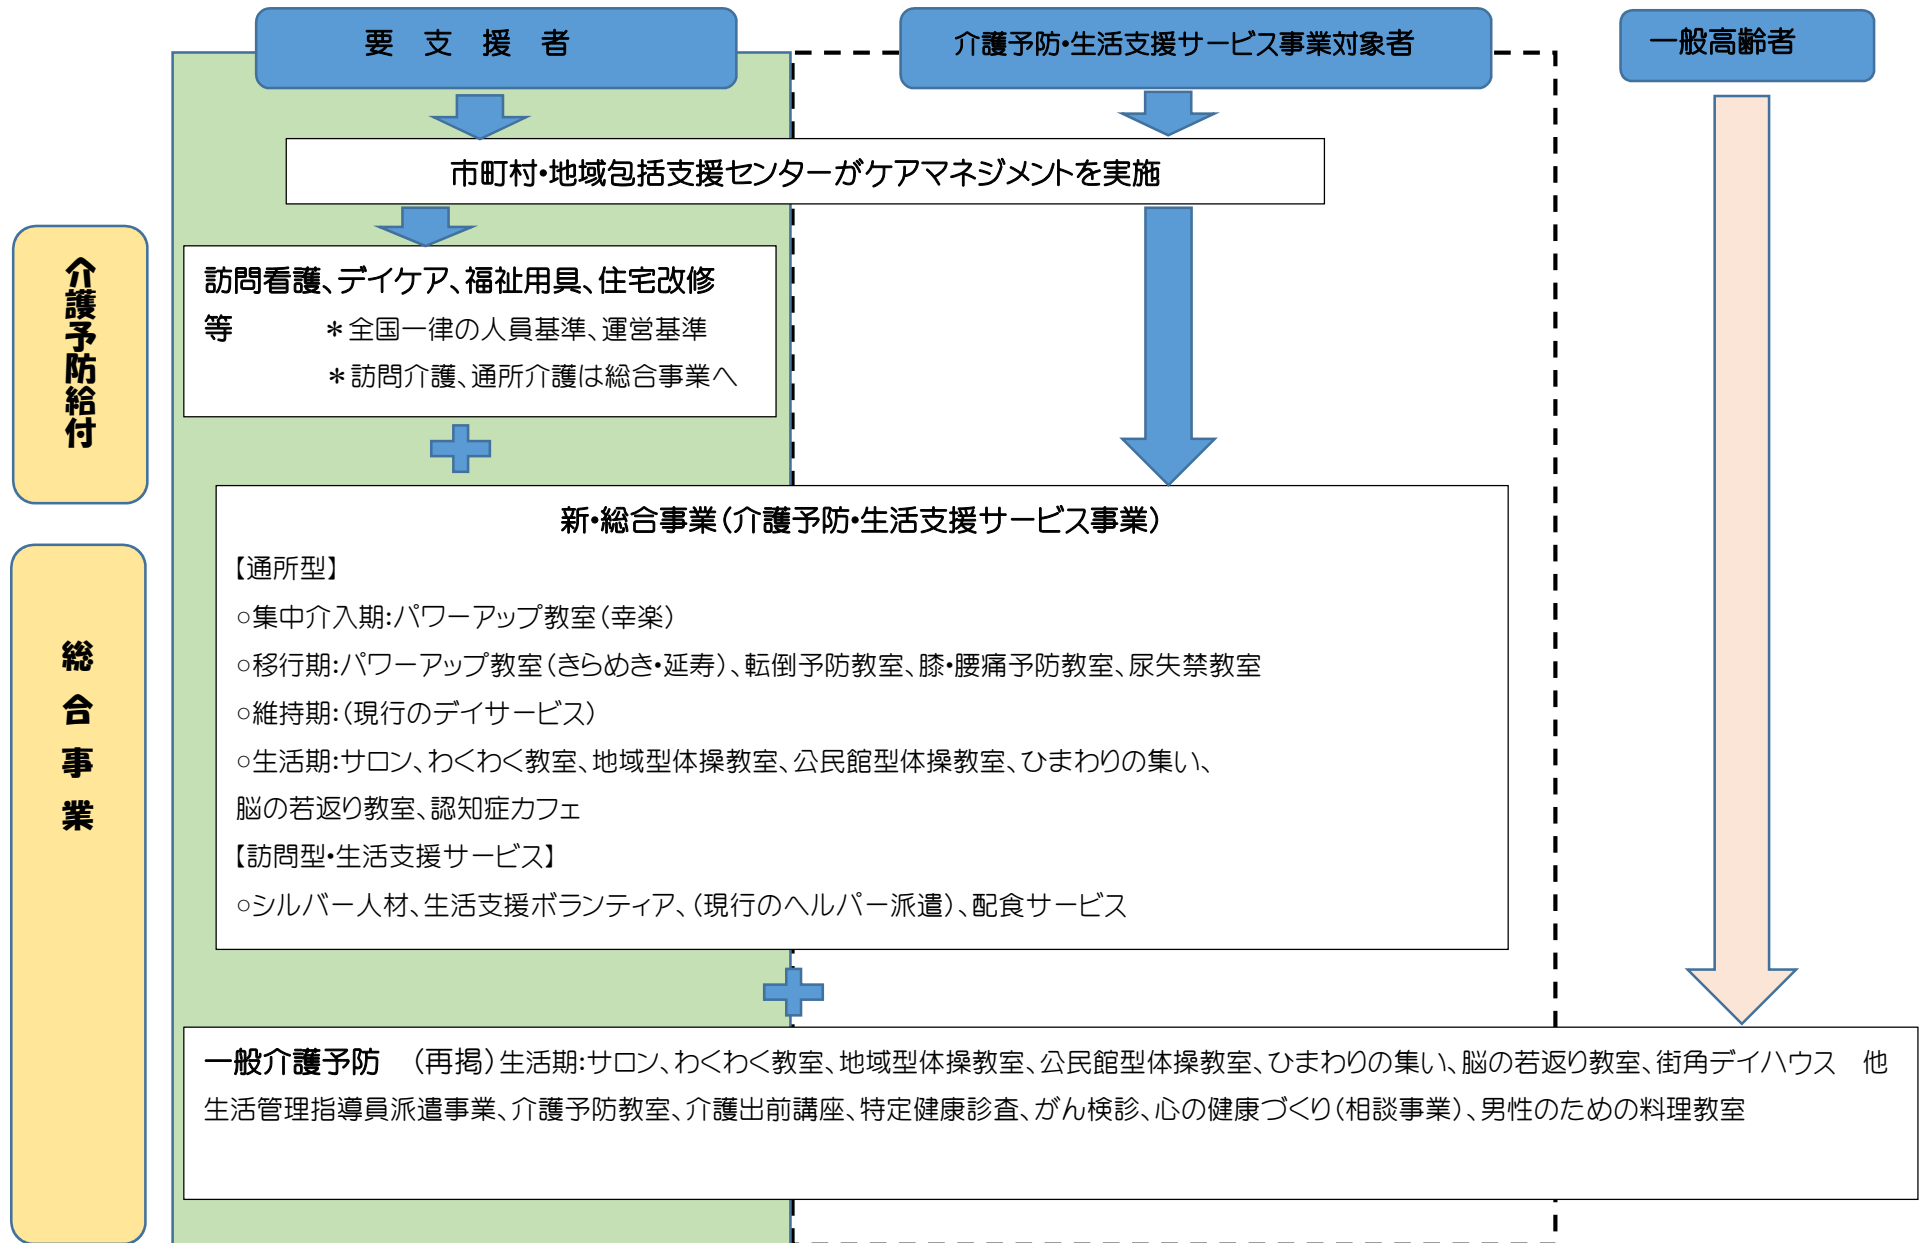 要 支 援 者
介護予防・生活支援サービス事業対象者
一般高齢者
市町村・地域包括支援センターがケアマネジメントを実施
介護予防給付
訪問看護、デイケア、福祉用具、住宅改修
等 ＊全国一律の人員基準、運営基準
＊訪問介護、通所介護は総合事業へ
総合事業
新・総合事業（介護予防・生活支援サービス事業）
【通所型】
○集中介入期：パワーアップ教室（幸楽）
○移行期：パワーアップ教室（きらめき・延寿）、転倒予防教室、膝・腰痛予防教室、尿失禁教室
○維持期：（現行のデイサービス）
○生活期：サロン、わくわく教室、地域型体操教室、公民館型体操教室、ひまわりの集い、
脳の若返り教室、認知症カフェ
【訪問型・生活支援サービス】
○シルバー人材、生活支援ボランティア、（現行のヘルパー派遣）、配食サービス
一般介護予防 （再掲）生活期：サロン、わくわく教室、地域型体操教室、公民館型体操教室、ひまわりの集い、脳の若返り教室、街角デイハウス 他
生活管理指導員派遣事業、介護予防教室、介護出前講座、特定健康診査、がん検診、心の健康づくり（相談事業）、男性のための料理教室